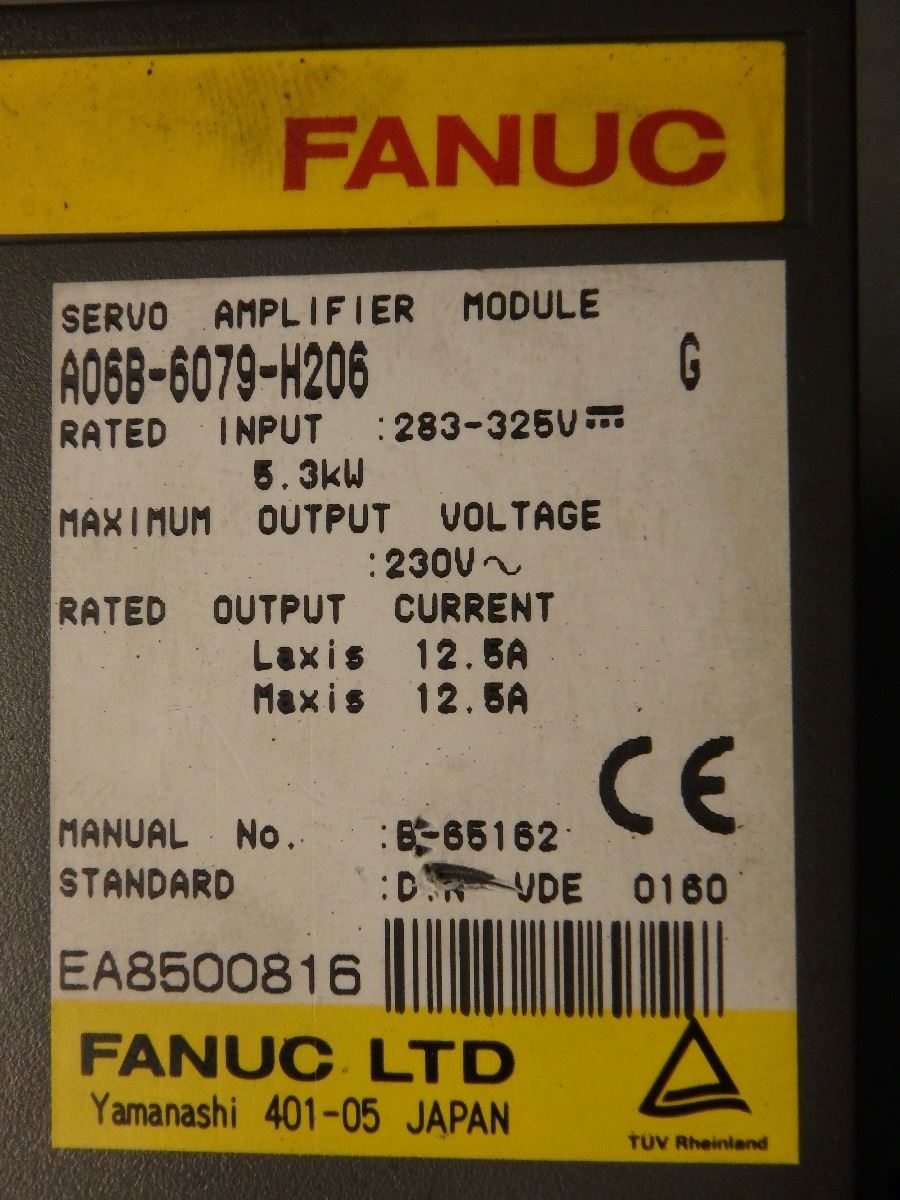 FANUC
SERVO AMPLIFIER MODULE
A06B-6079-H206 G
RATED INPUT :283-325V⎓
5.3kW
MAXIMUM OUTPUT VOLTAGE
:230V～
RATED OUTPUT CURRENT
Laxis 12.5A
Maxis 12.5A
CE
MANUAL No. :B-65162
STANDARD : VDE 0160
EA8500816
FANUC LTD
Yamanashi 401-05 JAPAN
TÜV Rheinland